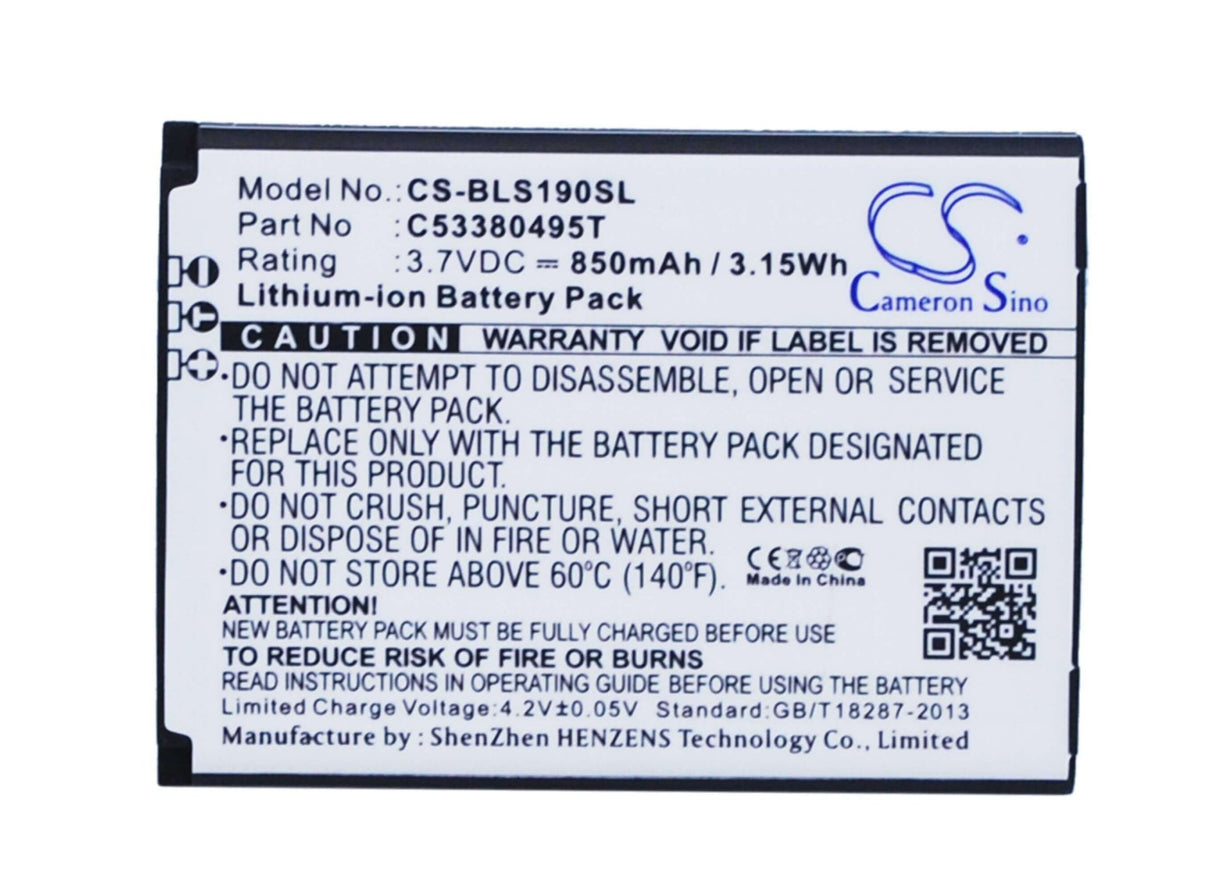 Model No.: CS-BLS190SL
Part No : C53380495T
Rating : 3.7VDC ⎓ 850mAh / 3.15Wh
Lithium-ion Battery Pack
CS
Cameron Sino
CAUTION WARRANTY VOID IF LABEL IS REMOVED
·DO NOT ATTEMPT TO DISASSEMBLE, OPEN OR SERVICE
THE BATTERY PACK.
·REPLACE ONLY WITH THE BATTERY PACK DESIGNATED
FOR THIS PRODUCT.
·DO NOT CRUSH, PUNCTURE, SHORT EXTERNAL CONTACTS
OR DISPOSE OF IN FIRE OR WATER.
·DO NOT STORE ABOVE 60°C (140°F).
CE
Made In China
ATTENTION!
NEW BATTERY PACK MUST BE FULLY CHARGED BEFORE USE
TO REDUCE RISK OF FIRE OR BURNS
READ INSTRUCTIONS IN OPERATING GUIDE BEFORE USING THE BATTERY
Limited Charge Voltage:4.2V±0.05V Standard:GB/T18287-2013
Manufacture by : ShenZhen HENZENS Technology Co., Limited